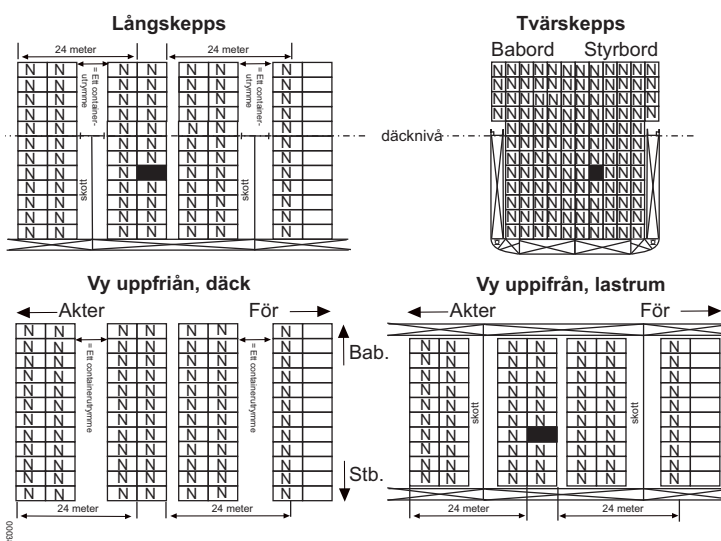 Långskepps
24 meter
24 meter
= Ett container-
utrymme
= Ett container-
utrymme
skott
skott
Tvärskepps
Babord Styrbord
däcknivå
Vy uppfriån, däck
Akter För
= Ett containerutrymme
= Ett containerutrymme
Bab.
Stb.
24 meter
24 meter
Vy uppifrån, lastrum
Akter För
skott
skott
24 meter
24 meter